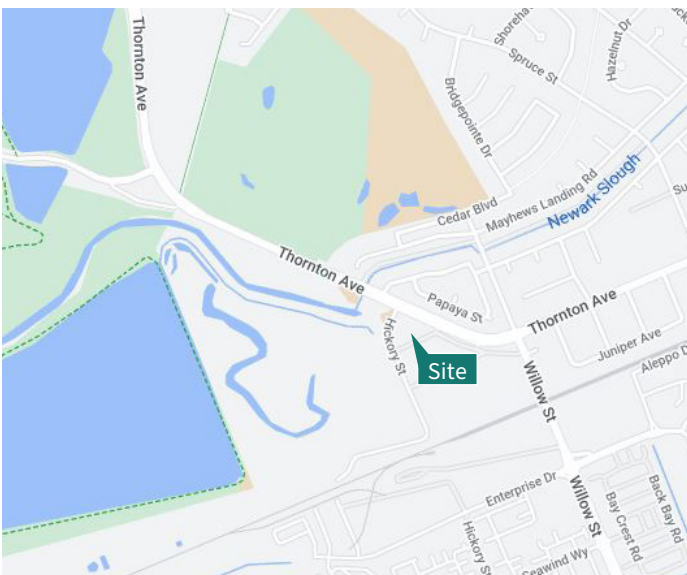 Thornton Ave
Shoreha
Hazelnut Dr
Spruce St
Bridgepointe Dr
Cedar Blvd
Mayhews Landing Rd
Newark Slough
Su
Thornton Ave
Papaya St
Thornton Ave
Hickory St
Site
Juniper Ave
Aleppo D
Willow St
Enterprise Dr
Willow St
Hickory St
Bay Crest Rd
Back Bay Rd
Seawind Wy